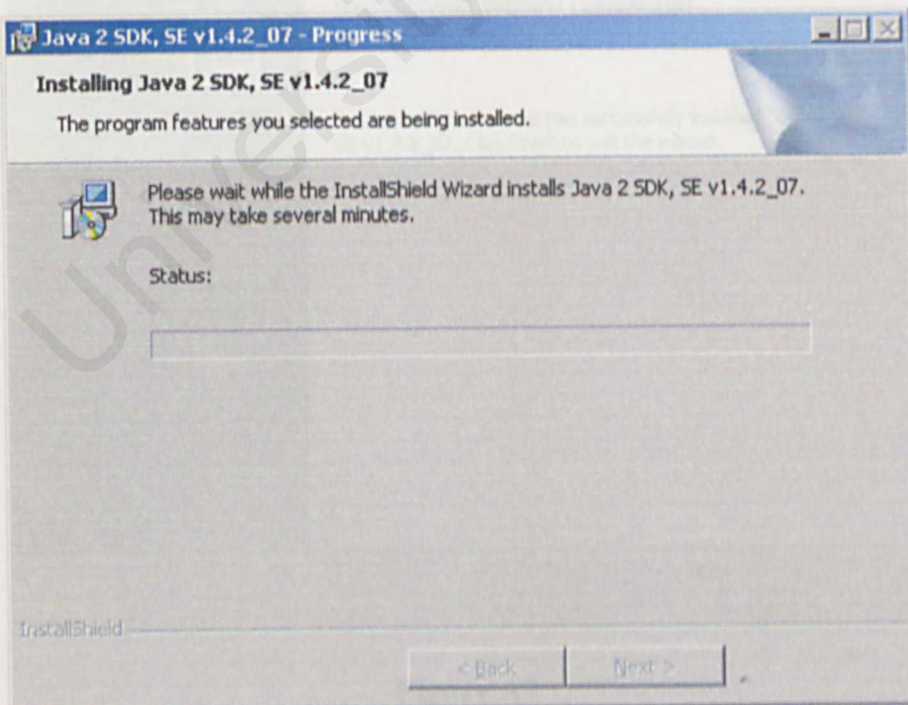 Java 2 SDK, SE v1.4.2_07 - Progress
Installing Java 2 SDK, SE v1.4.2_07
The program features you selected are being installed.
Please wait while the InstallShield Wizard installs Java 2 SDK, SE v1.4.2_07.
This may take several minutes.
Status:
InstallShield
< Back
Next >
University